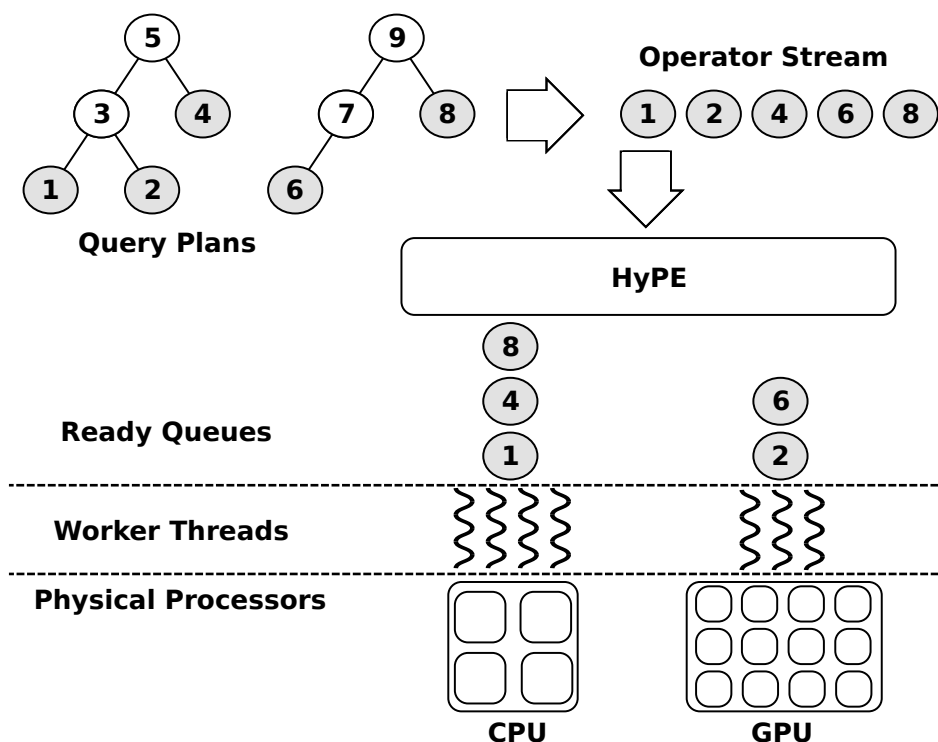 5 9
Operator Stream
3 4 7 8 1 2 4 6 8
1 2 6
Query Plans
HyPE
8
4 6
Ready Queues
1 2
Worker Threads
Physical Processors
CPU GPU